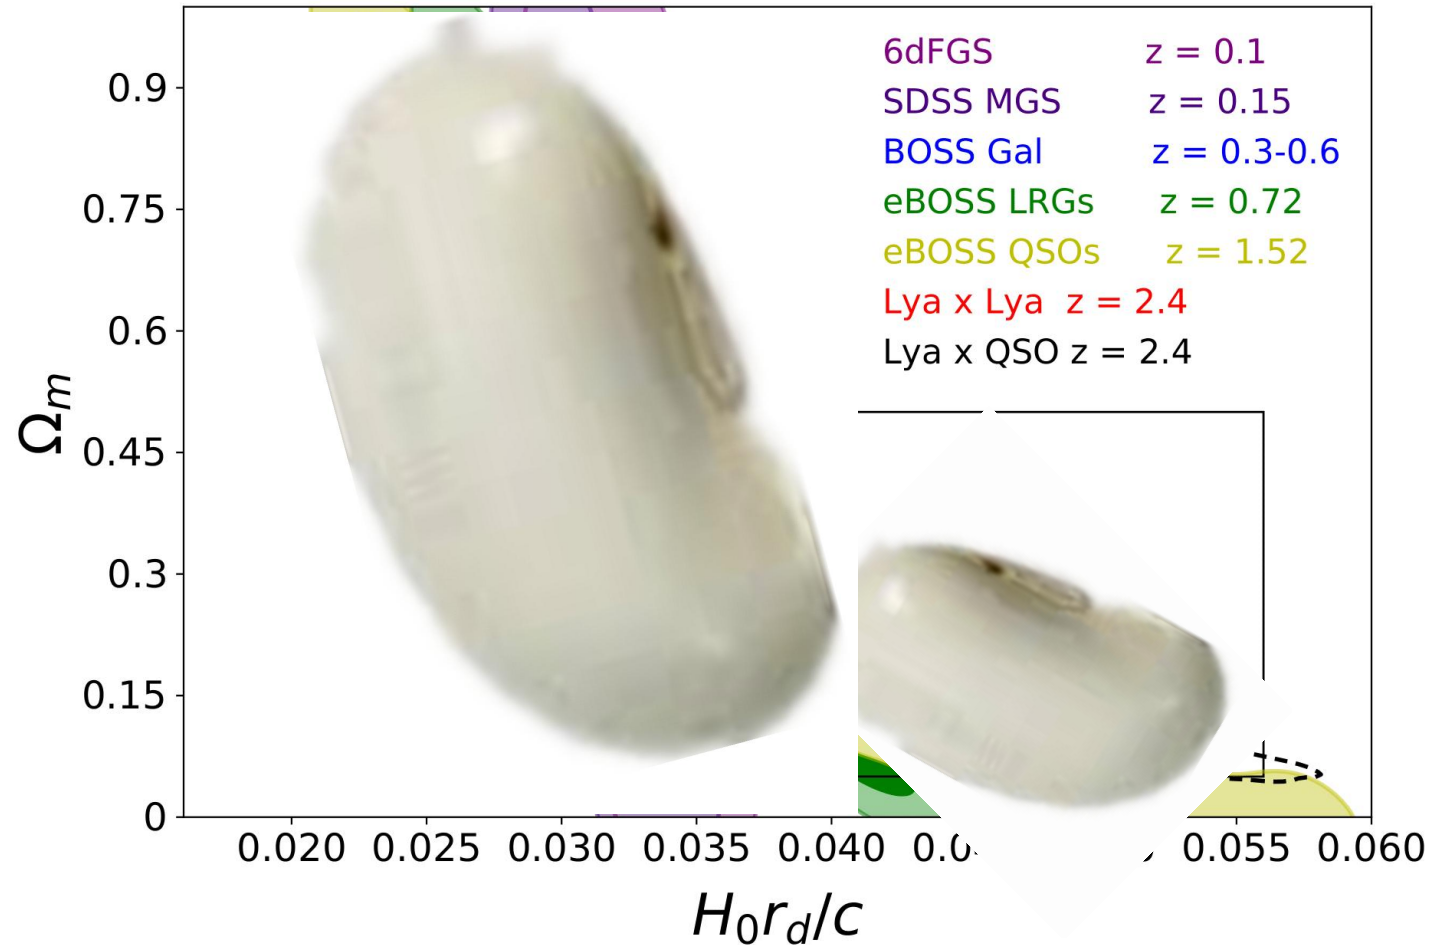 6dFGS z = 0.1
SDSS MGS z = 0.15
BOSS Gal z = 0.3-0.6
eBOSS LRGs z = 0.72
eBOSS QSOs z = 1.52
Lya x Lya z = 2.4
Lya x QSO z = 2.4
0.9
0.75
0.6
0.45
0.3
0.15
0
Ωm
0.020 0.025 0.030 0.035 0.040 0.055 0.060
H0rd/c